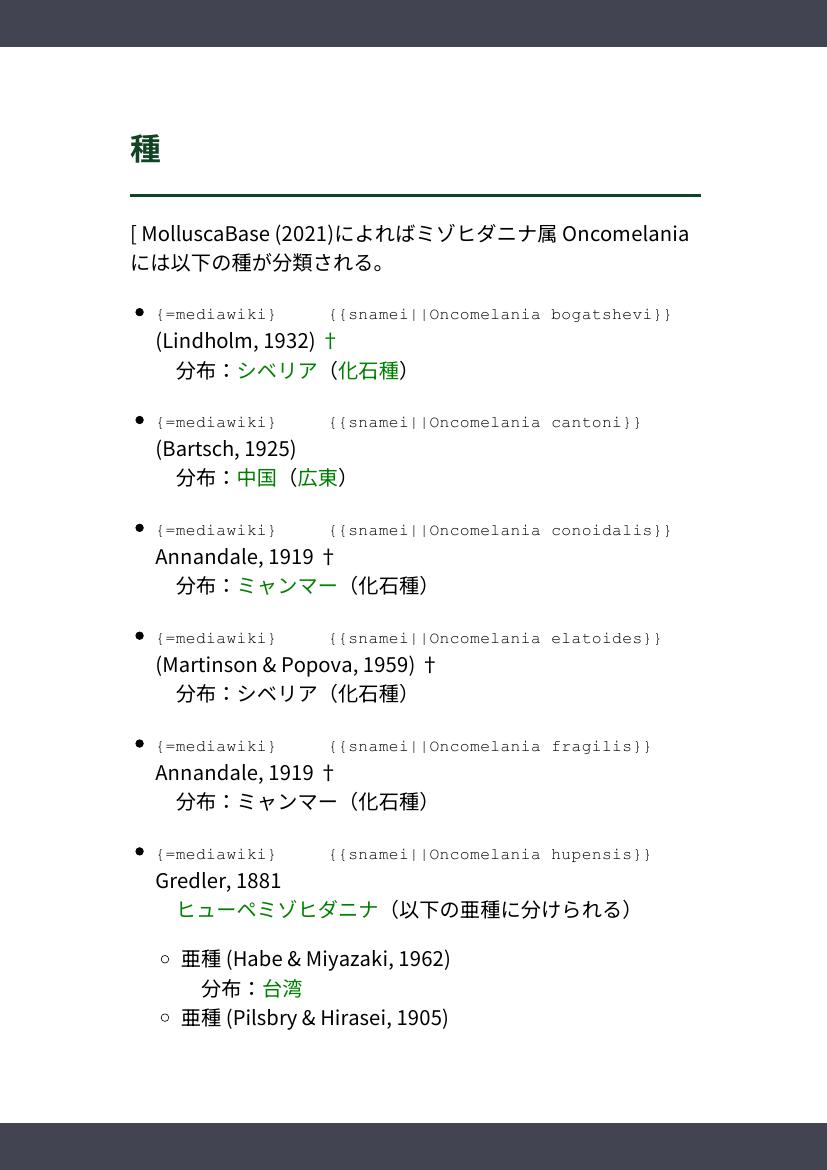 種
[ MolluscaBase (2021)によればミゾヒダニナ属 Oncomelania
には以下の種が分類される。
• {=mediawiki} {{snamei||Oncomelania bogatshevi}}
(Lindholm, 1932) †
分布：シベリア（化石種）
• {=mediawiki} {{snamei||Oncomelania cantoni}}
(Bartsch, 1925)
分布：中国（広東）
• {=mediawiki} {{snamei||Oncomelania conoidalis}}
Annandale, 1919 †
分布：ミャンマー（化石種）
• {=mediawiki} {{snamei||Oncomelania elatoides}}
(Martinson & Popova, 1959) †
分布：シベリア（化石種）
• {=mediawiki} {{snamei||Oncomelania fragilis}}
Annandale, 1919 †
分布：ミャンマー（化石種）
• {=mediawiki} {{snamei||Oncomelania hupensis}}
Gredler, 1881
ヒューペミゾヒダニナ（以下の亜種に分けられる）
◦ 亜種 (Habe & Miyazaki, 1962)
分布：台湾
◦ 亜種 (Pilsbry & Hirasei, 1905)